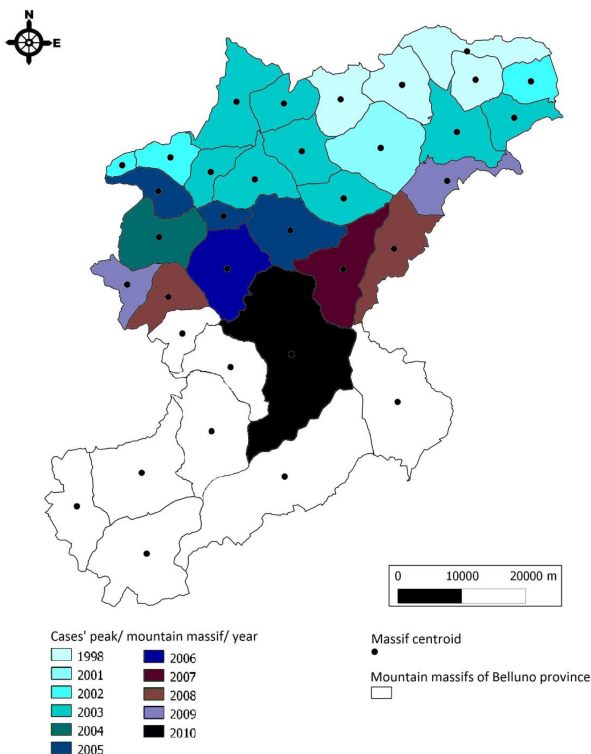 N
E
0 10000 20000 m
Cases' peak/ mountain massif/ year
1998
2001
2002
2003
2004
2005
2006
2007
2008
2009
2010
Massif centroid
Mountain massifs of Belluno province